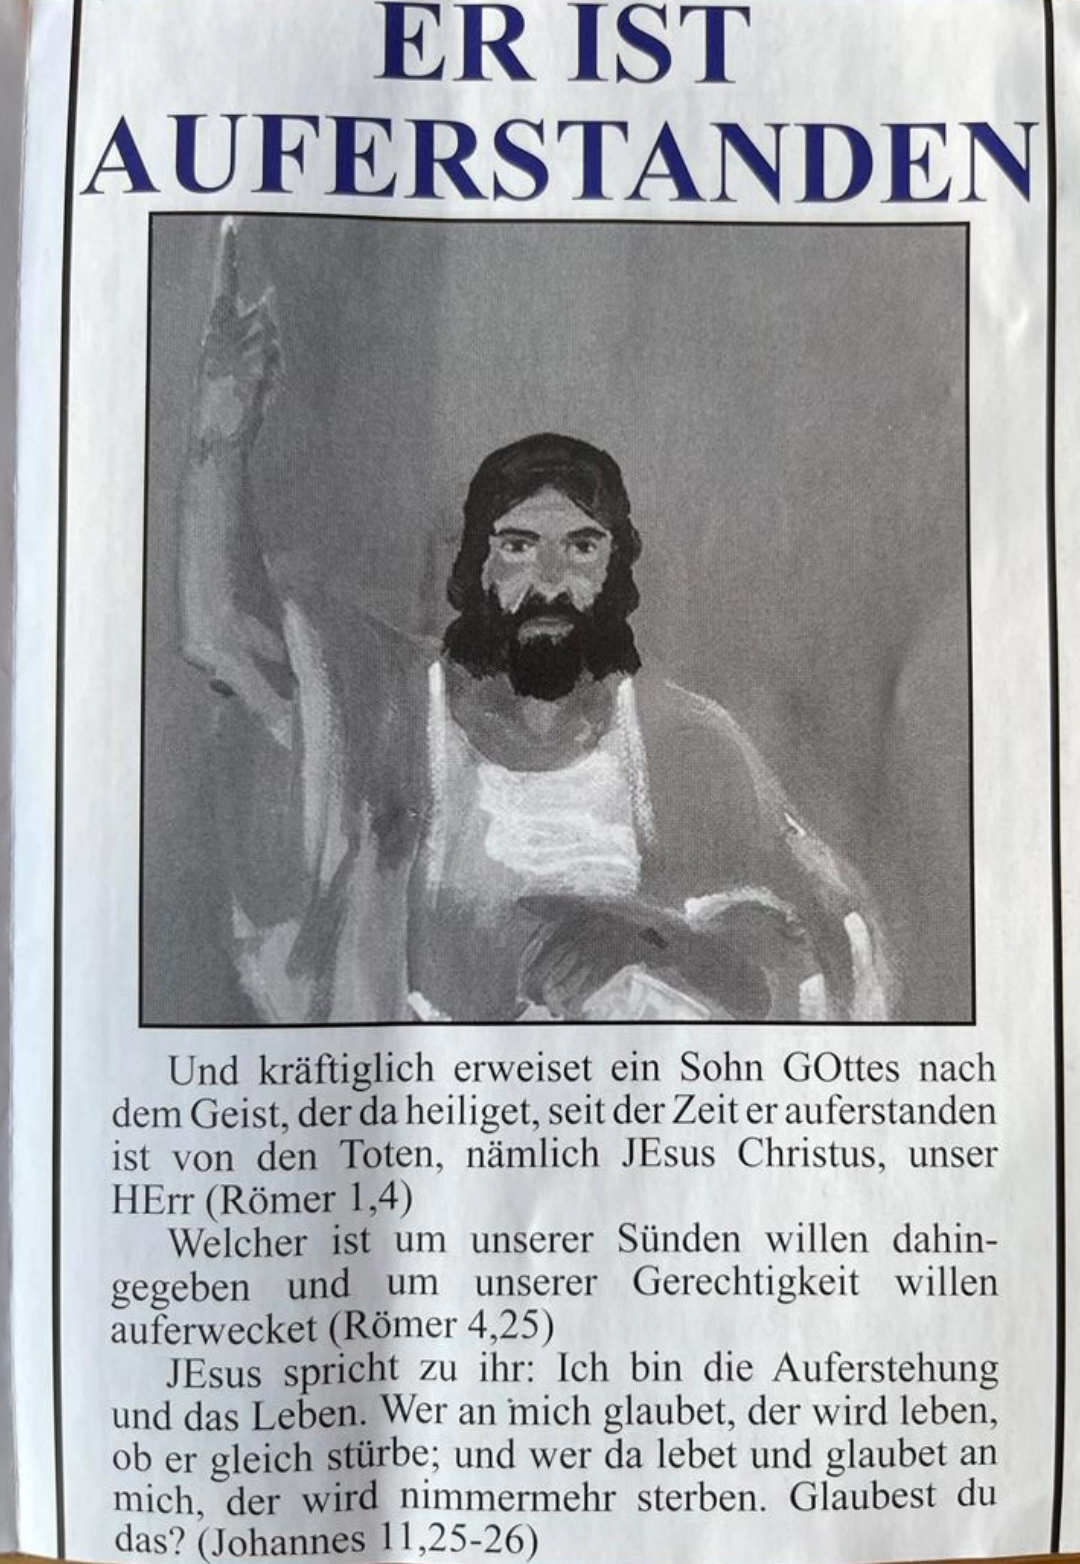 ER IST
AUFERSTANDEN
Und kräftiglich erweiset ein Sohn GOttes nach
dem Geist, der da heiliget, seit der Zeit er auferstanden
ist von den Toten, nämlich JEsus Christus, unser
HErr (Römer 1,4)
Welcher ist um unserer Sünden willen dahin-
gegeben und um unserer Gerechtigkeit willen
auferwecket (Römer 4,25)
JEsus spricht zu ihr: Ich bin die Auferstehung
und das Leben. Wer an mich glaubet, der wird leben,
ob er gleich stürbe; und wer da lebet und glaubet an
mich, der wird nimmermehr sterben. Glaubest du
das? (Johannes 11,25-26)